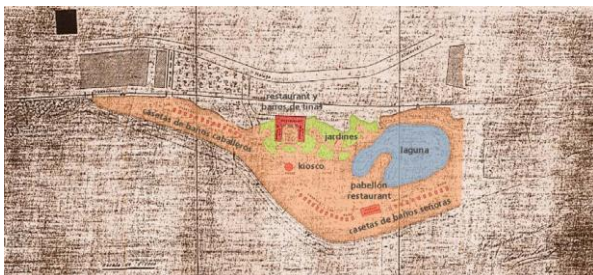 restaurant y
baños de tinas
casetas de baños caballeros
jardines
laguna
kiosco
pabellón
restaurant
casetas de baños señoras